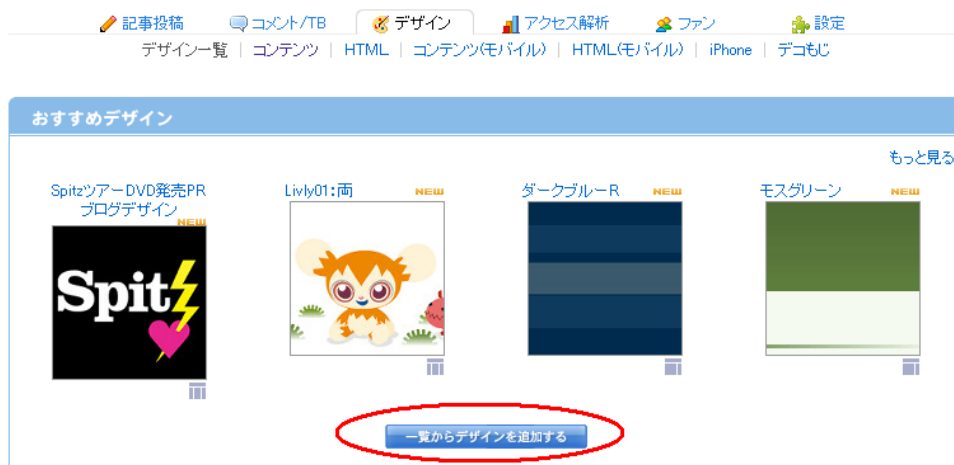 記事投稿 コメント/TB デザイン アクセス解析 ファン 設定
デザイン一覧 | コンテンツ | HTML | コンテンツ(モバイル) | HTML(モバイル) | iPhone | デコもじ
おすすめデザイン
もっと見る
SpitzツアーDVD発売PR
ブログデザイン
NEW
Livly01:両 NEW
ダークブルーR NEW
モスグリーン NEW
Spitz
一覧からデザインを追加する